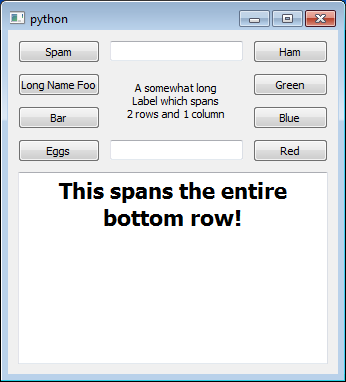 python
Spam
Ham
Long Name Foo
Green
A somewhat long
Label which spans
2 rows and 1 column
Bar
Blue
Eggs
Red
This spans the entire
bottom row!